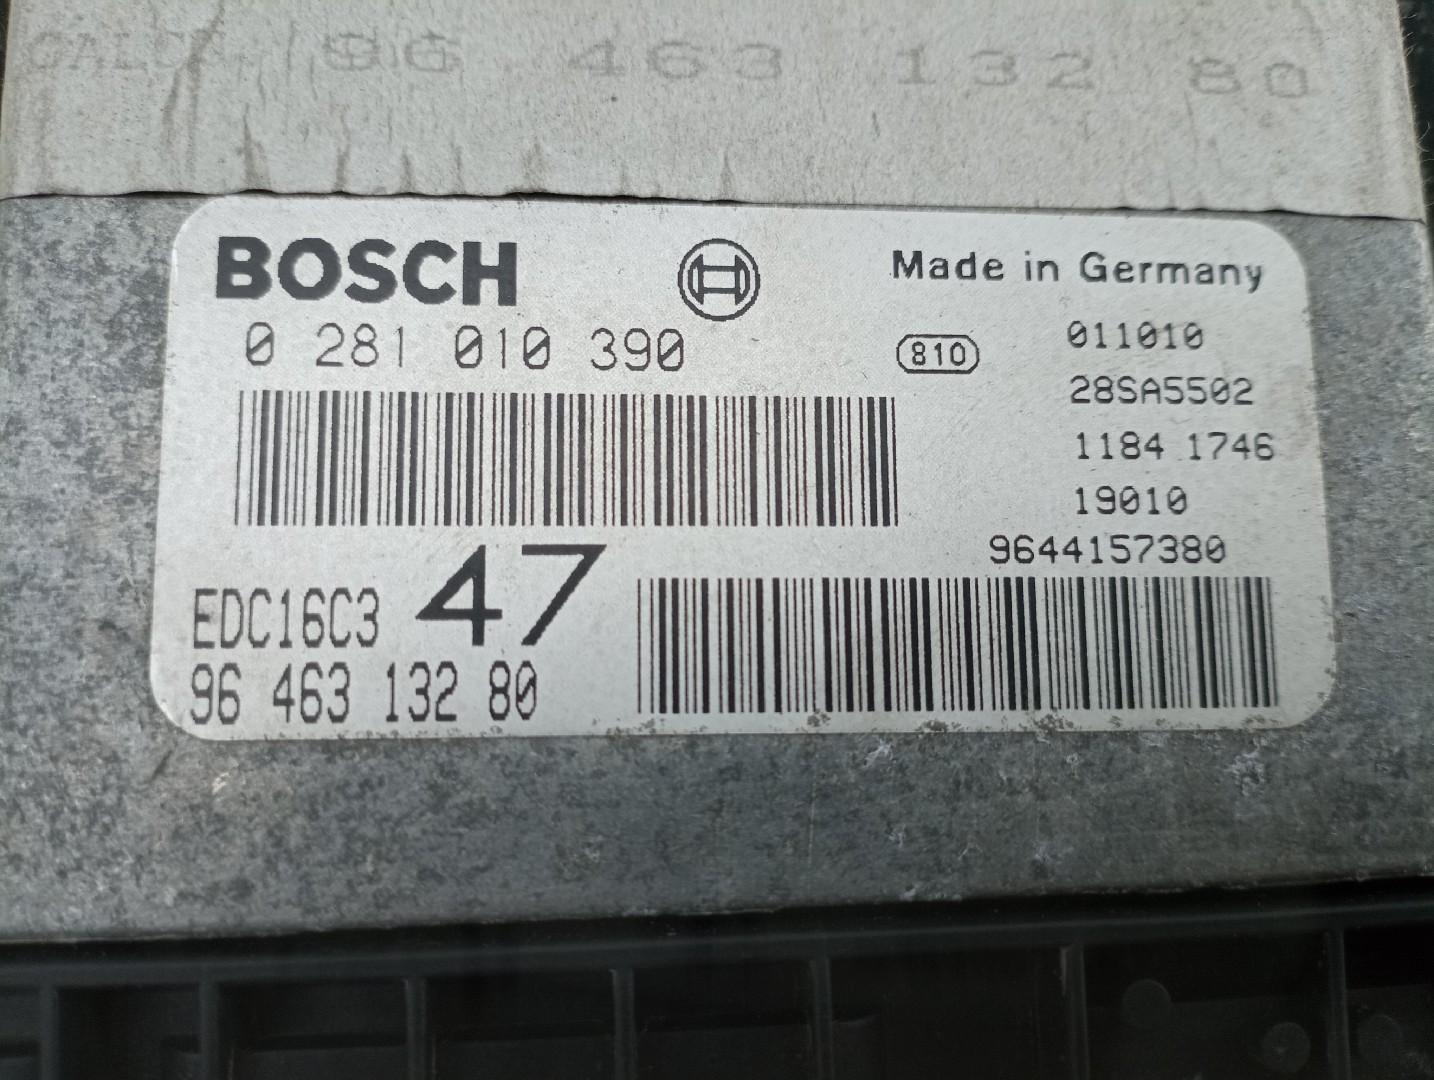 CALC 96 463 132 80
BOSCH
Made in Germany
0 281 010 390
810
011010
28SA5502
1184 1746
19010
9644157380
EDC16C3 47
96 463 132 80